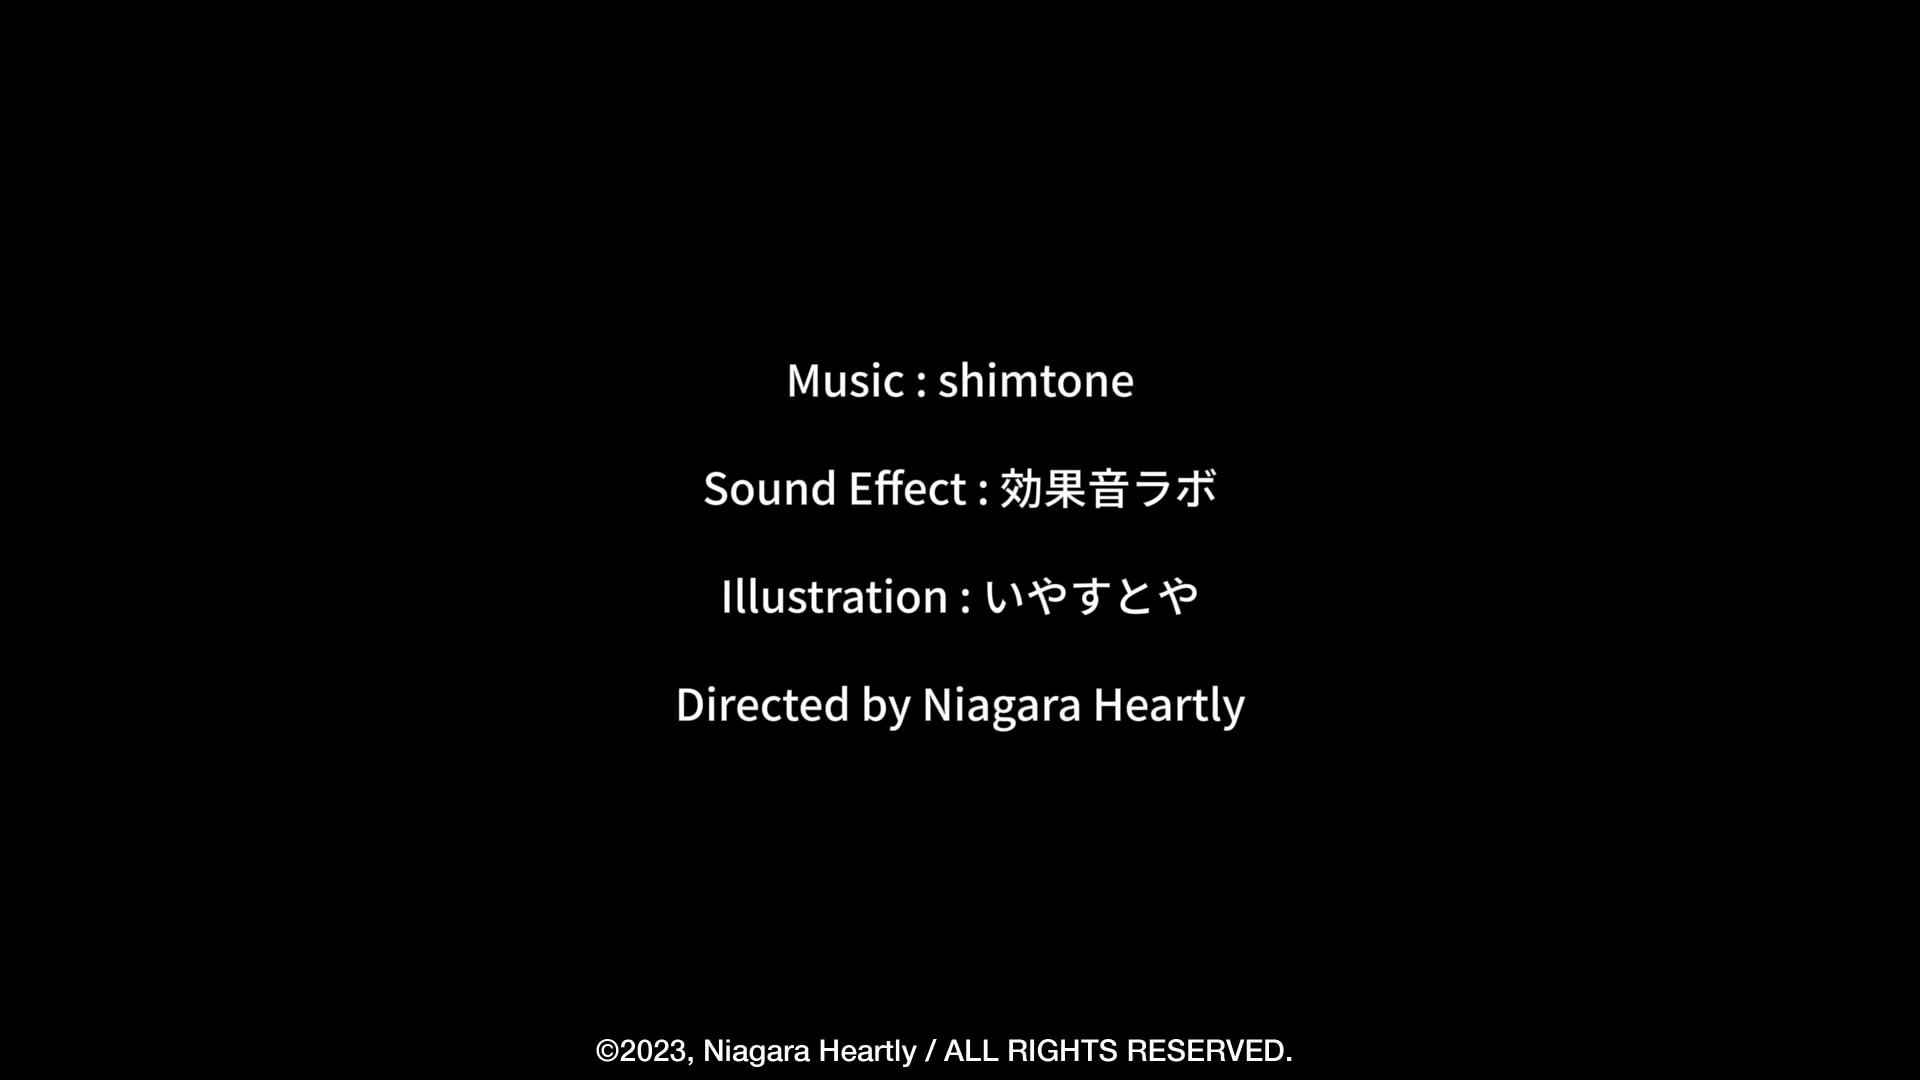 Music : shimtone
Sound Effect : 効果音ラボ
Illustration : いやすとや
Directed by Niagara Heartly
©2023, Niagara Heartly / ALL RIGHTS RESERVED.